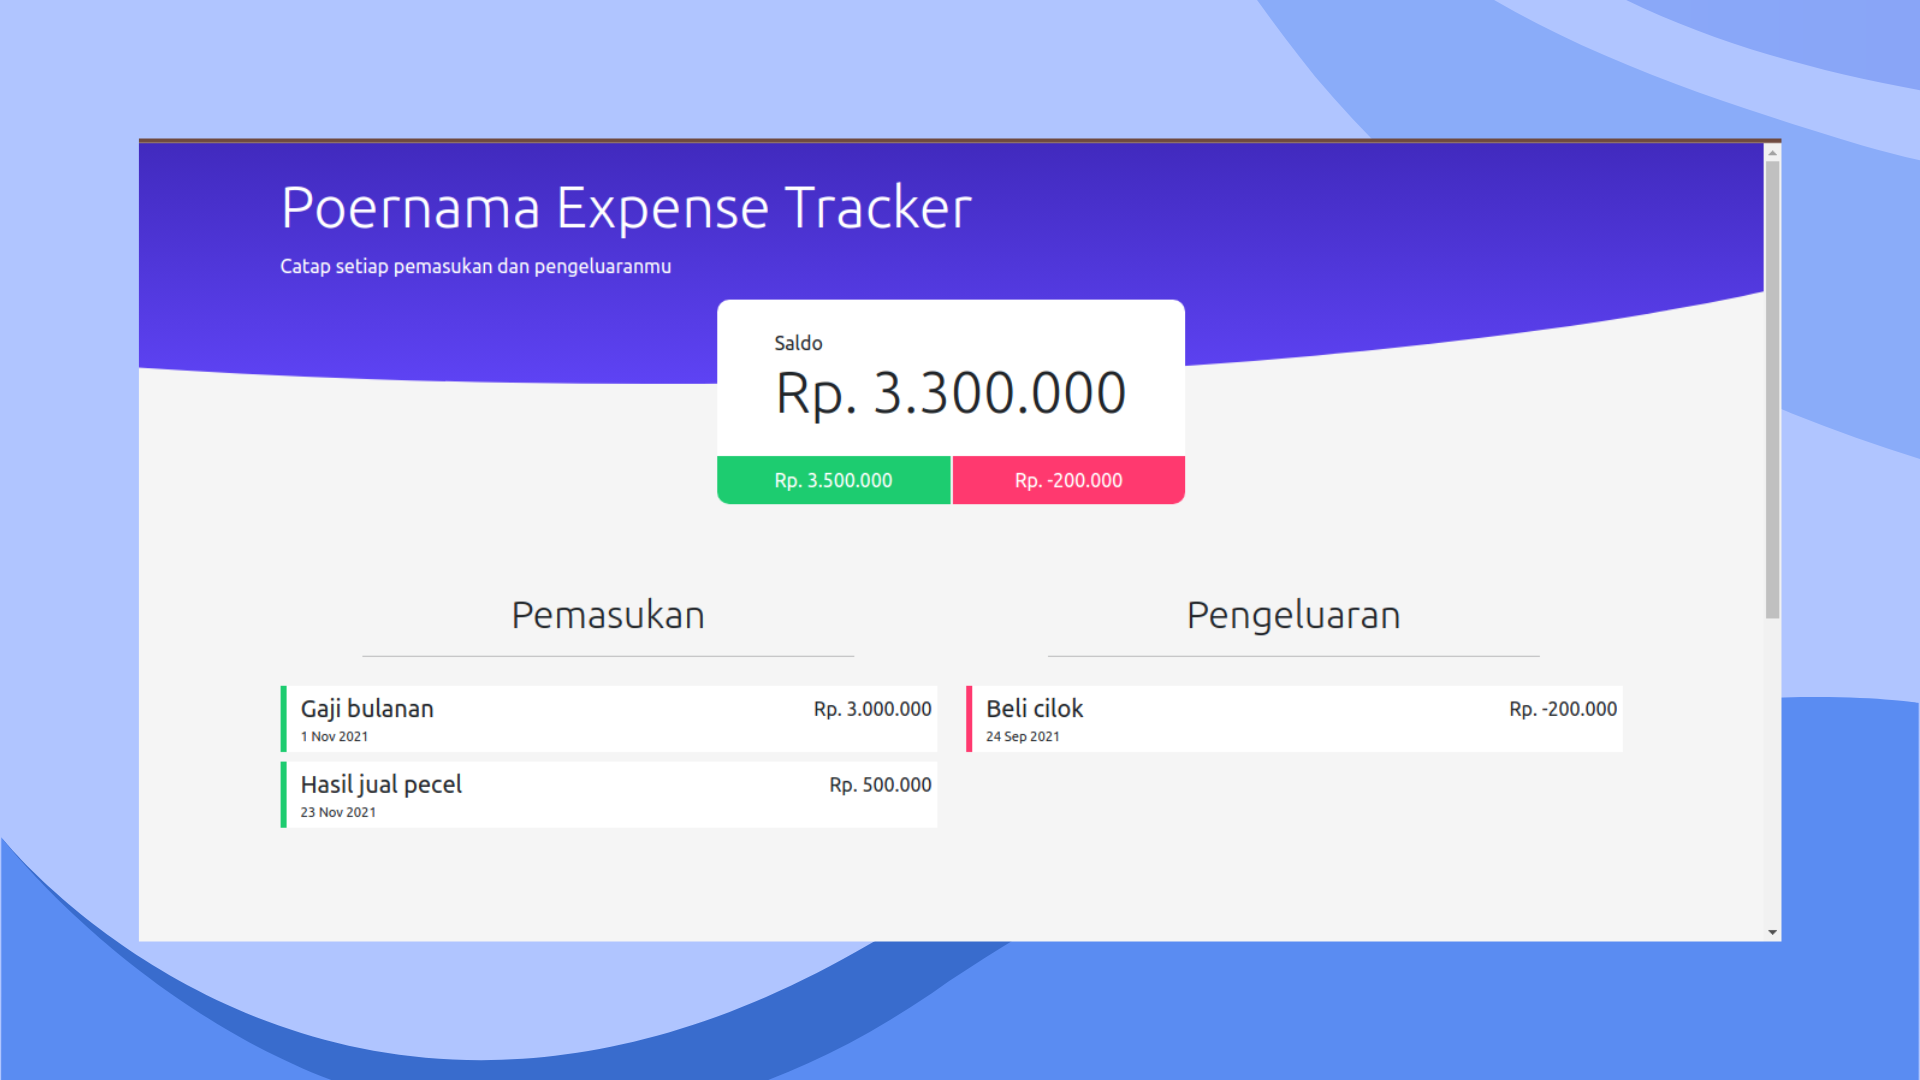 Poernama Expense Tracker
Catap setiap pemasukan dan pengeluaranmu
Saldo
Rp. 3.300.000
Rp. 3.500.000
Rp. -200.000
Pemasukan
Gaji bulanan
Rp. 3.000.000
1 Nov 2021
Hasil jual pecel
Rp. 500.000
23 Nov 2021
Pengeluaran
Beli cilok
Rp. -200.000
24 Sep 2021